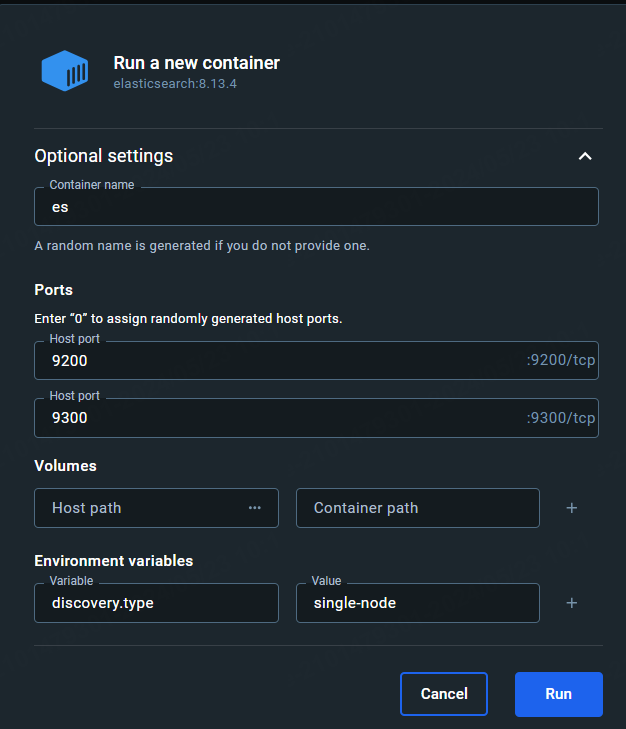 Run a new container
elasticsearch:8.13.4
Optional settings
Container name
es
A random name is generated if you do not provide one.
Ports
Enter “0” to assign randomly generated host ports.
Host port
9200 :9200/tcp
Host port
9300 :9300/tcp
Volumes
Host path ··· Container path +
Environment variables
Variable Value
discovery.type single-node +
Cancel Run